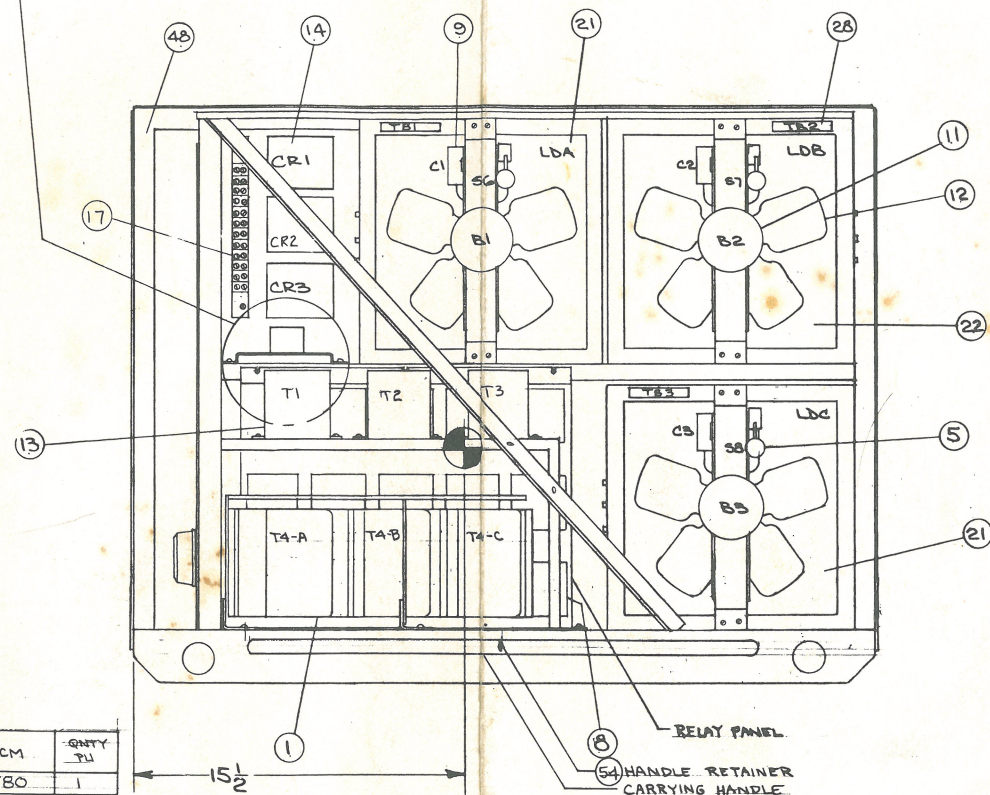 48
14
9
21
28
TB1
TB2
11
CR1
C1
LDA
C2
LDB
S6
S7
12
17
CR2
B1
B2
CR3
22
T1
T2
T3
TB3
LDC
C3
S8
5
13
B3
T4-A
T4-B
T4-C
21
1
8
RELAY PANEL
54 HANDLE RETAINER
CARRYING HANDLE
15 1/2
CM
QNTY
PU
80 1